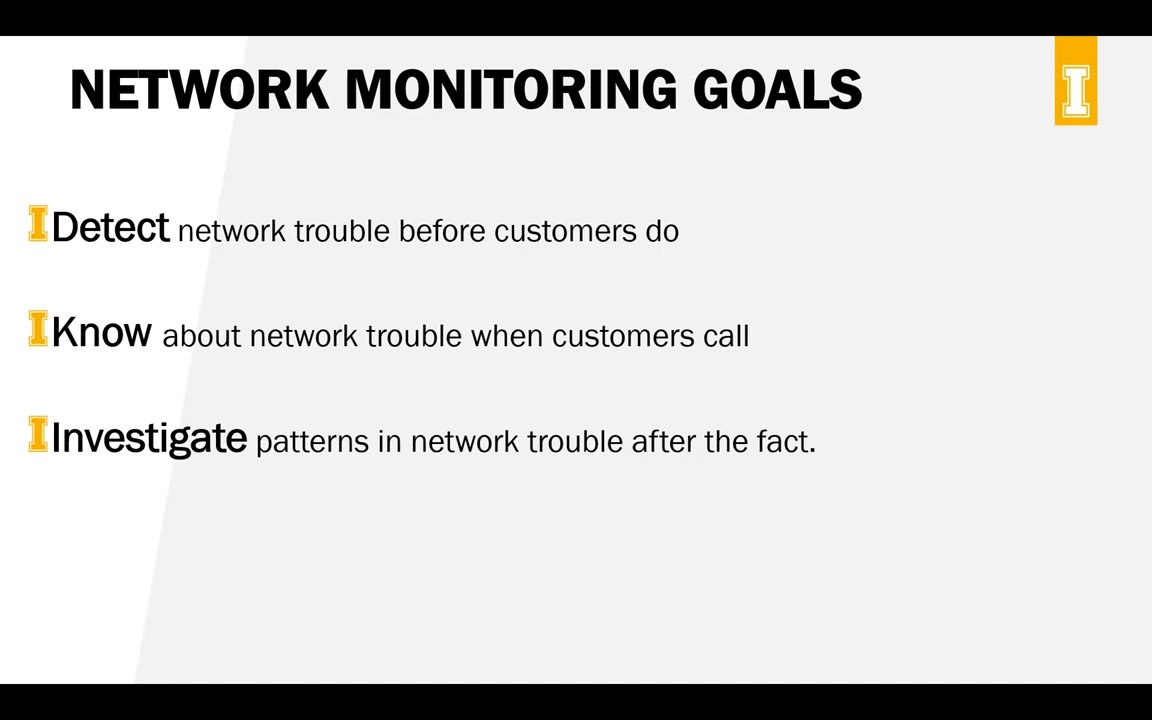 NETWORK MONITORING GOALS
I
Detect network trouble before customers do
Know about network trouble when customers call
Investigate patterns in network trouble after the fact.